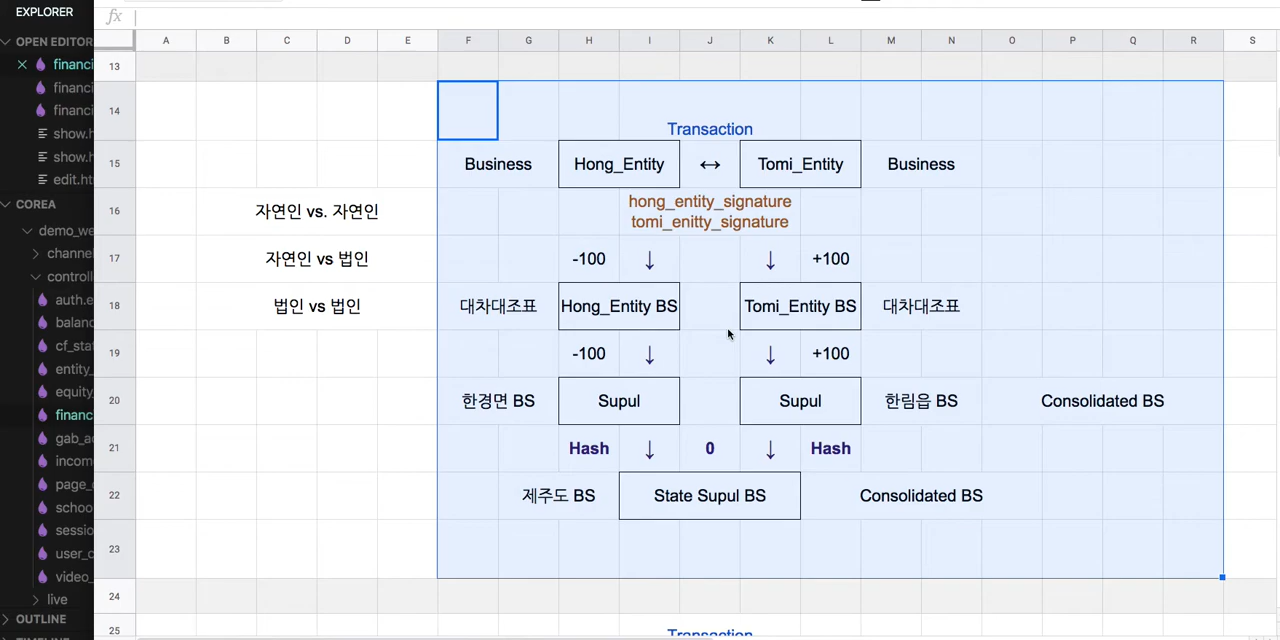 EXPLORER
OPEN EDITOR
financi
financi
financi
show.h
show.h
edit.ht
COREA
demo_we
channe
controll
auth.e
balanc
cf_stat
entity_
equity_
financ
gab_ac
income
page_c
schoo
sessio
user_c
video_
live
OUTLINE
fx
A B C D E F G H I J K L M N O P Q R S
13
14
Transaction
15 Business Hong_Entity ↔ Tomi_Entity Business
16 자연인 vs. 자연인 hong_entity_signature
tomi_enitty_signature
17 자연인 vs 법인 -100 ↓ ↓ +100
18 법인 vs 법인 대차대조표 Hong_Entity BS Tomi_Entity BS 대차대조표
19 -100 ↓ ↓ +100
20 한경면 BS Supul Supul 한림읍 BS Consolidated BS
21 Hash ↓ 0 ↓ Hash
22 제주도 BS State Supul BS Consolidated BS
23
24
25 Transaction